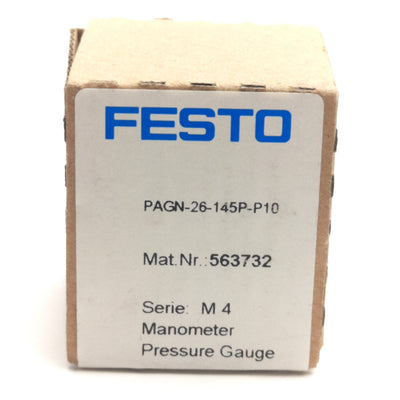 FESTO
PAGN-26-145P-P10
Mat.Nr.:563732
Serie: M 4
Manometer
Pressure Gauge